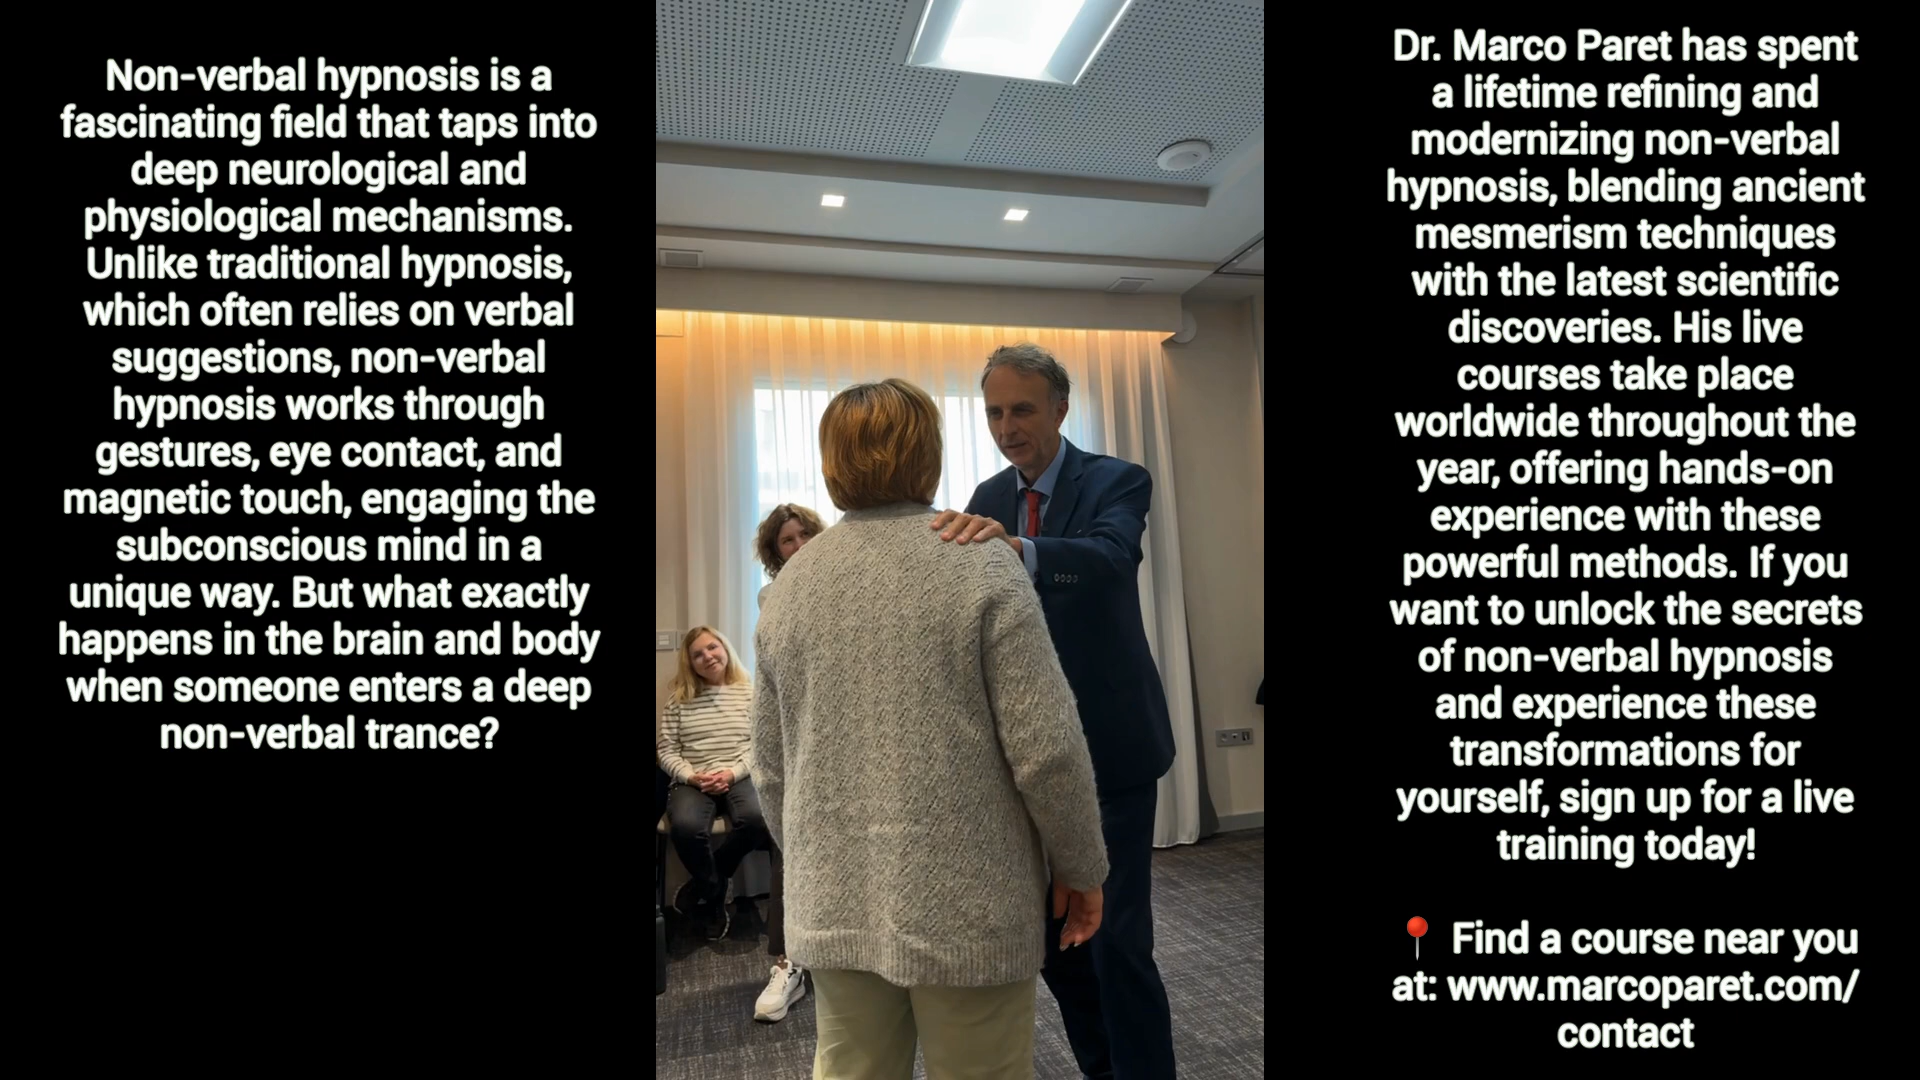 Non-verbal hypnosis is a
fascinating field that taps into
deep neurological and
physiological mechanisms.
Unlike traditional hypnosis,
which often relies on verbal
suggestions, non-verbal
hypnosis works through
gestures, eye contact, and
magnetic touch, engaging the
subconscious mind in a
unique way. But what exactly
happens in the brain and body
when someone enters a deep
non-verbal trance?
Dr. Marco Paret has spent
a lifetime refining and
modernizing non-verbal
hypnosis, blending ancient
mesmerism techniques
with the latest scientific
discoveries. His live
courses take place
worldwide throughout the
year, offering hands-on
experience with these
powerful methods. If you
want to unlock the secrets
of non-verbal hypnosis
and experience these
transformations for
yourself, sign up for a live
training today!
📍 Find a course near you
at: www.marcoparet.com/
contact